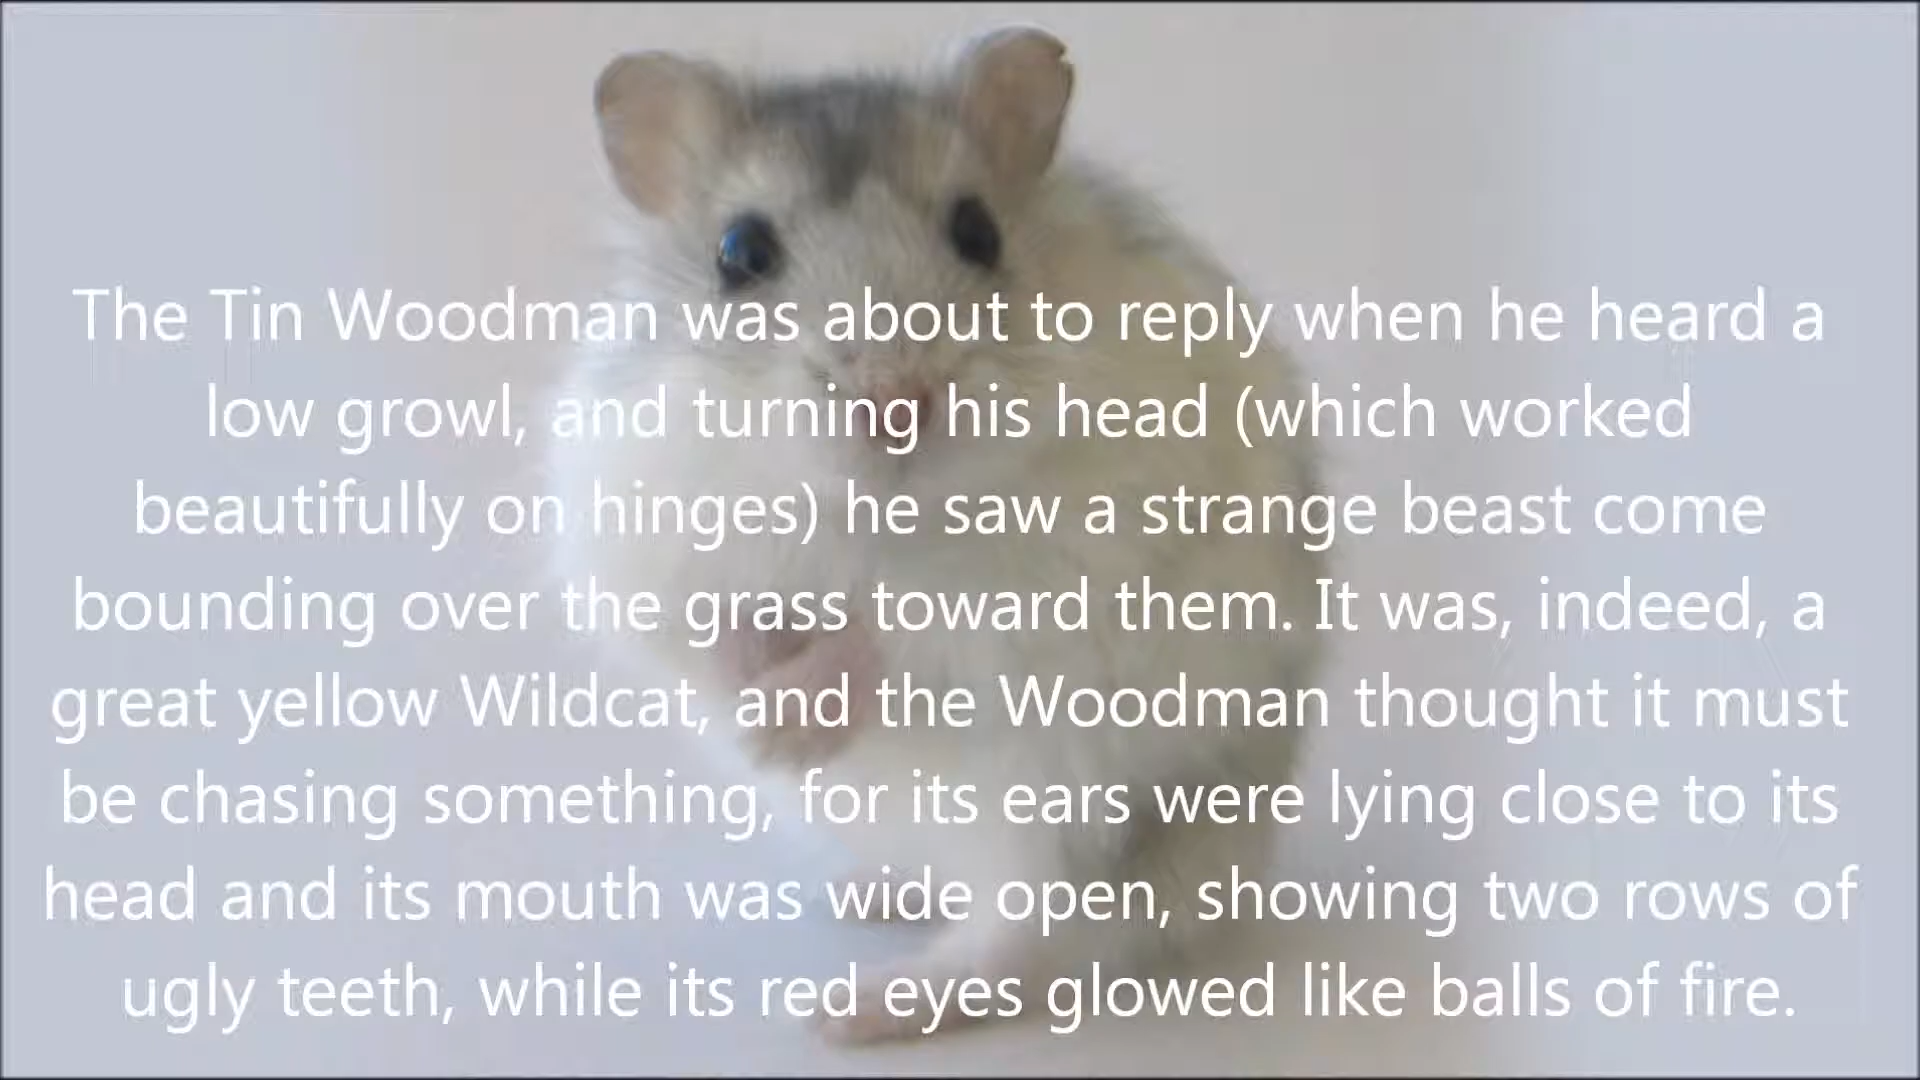 The Tin Woodman was about to reply when he heard a
low growl, and turning his head (which worked
beautifully on hinges) he saw a strange beast come
bounding over the grass toward them. It was, indeed, a
great yellow Wildcat, and the Woodman thought it must
be chasing something, for its ears were lying close to its
head and its mouth was wide open, showing two rows of
ugly teeth, while its red eyes glowed like balls of fire.